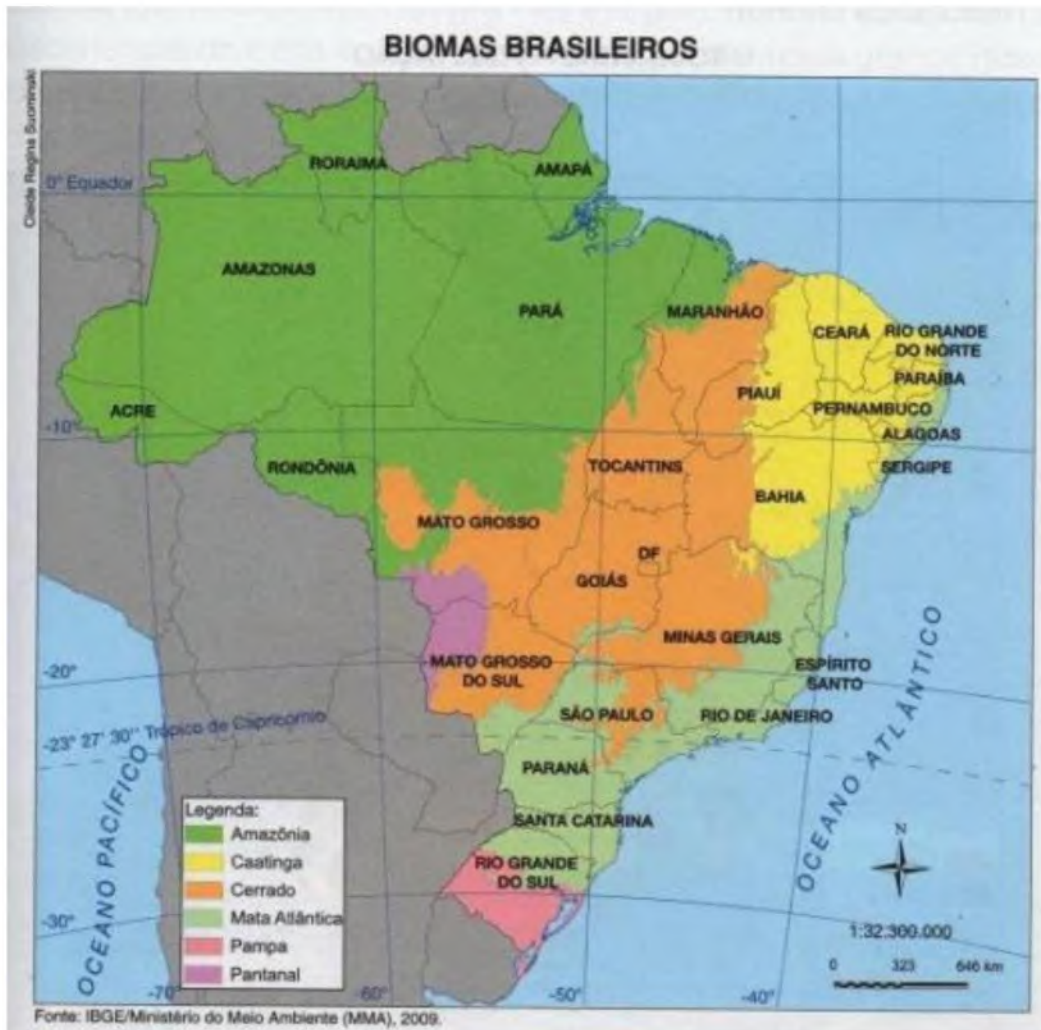 BIOMAS BRASILEIROS
Cleide Regina Suominski
RORAIMA
AMAPÁ
0° Equador
AMAZONAS
PARÁ
MARANHÃO
CEARÁ
RIO GRANDE
DO NORTE
PARAÍBA
PIAUÍ
PERNAMBUCO
ACRE
-10°
ALAGOAS
RONDÔNIA
TOCANTINS
SERGIPE
BAHIA
MATO GROSSO
DF
GOIÁS
MINAS GERAIS
-20°
MATO GROSSO
DO SUL
ESPÍRITO
SANTO
SÃO PAULO
RIO DE JANEIRO
-23° 27' 30'' Trópico de Capricornio
PARANÁ
OCEANO PACÍFICO
OCEANO ATLÂNTICO
SANTA CATARINA
RIO GRANDE
DO SUL
Legenda:
Amazônia
Caatinga
Cerrado
Mata Atlântica
Pampa
Pantanal
N
1:32.300.000
0 323 646 km
-30°
-70°
-60°
-50°
-40°
Fonte: IBGE/Ministério do Meio Ambiente (MMA), 2009.